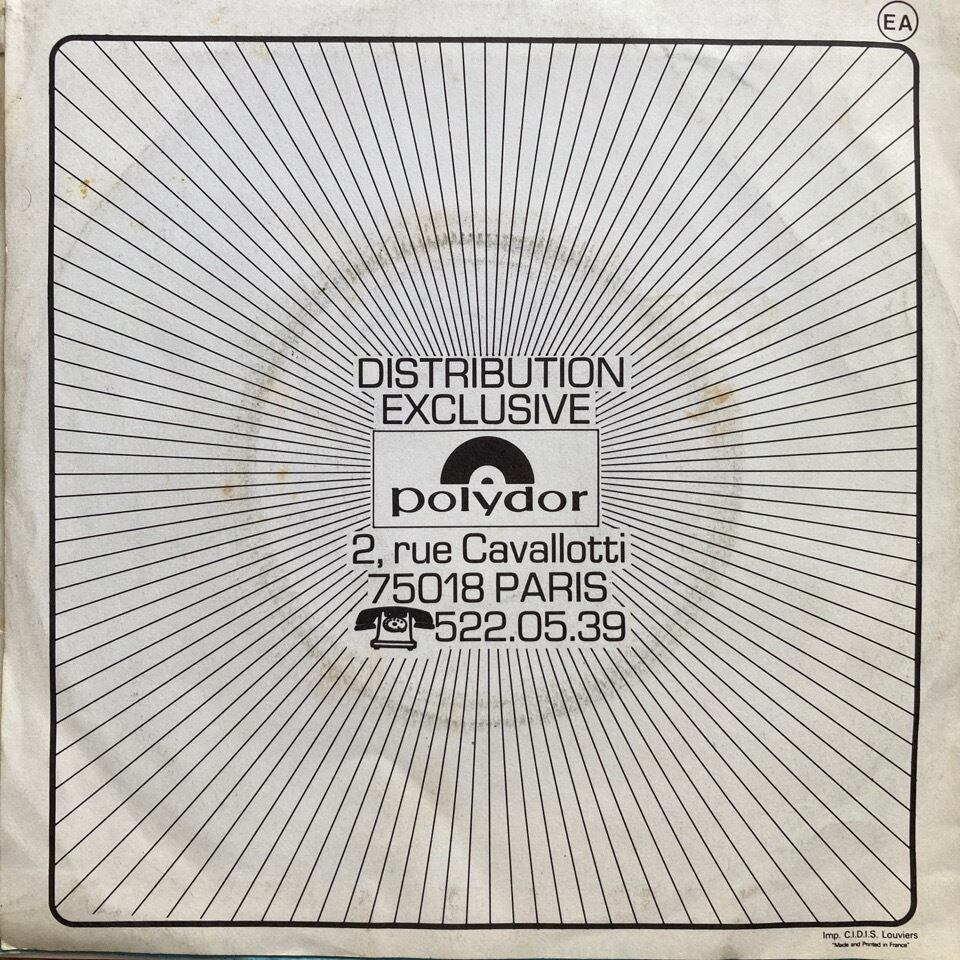 EA
DISTRIBUTION
EXCLUSIVE
polydor
2, rue Cavallotti
75018 PARIS
522.05.39
Imp. C.I.D.I.S. Louviers
"Made and Printed in France"